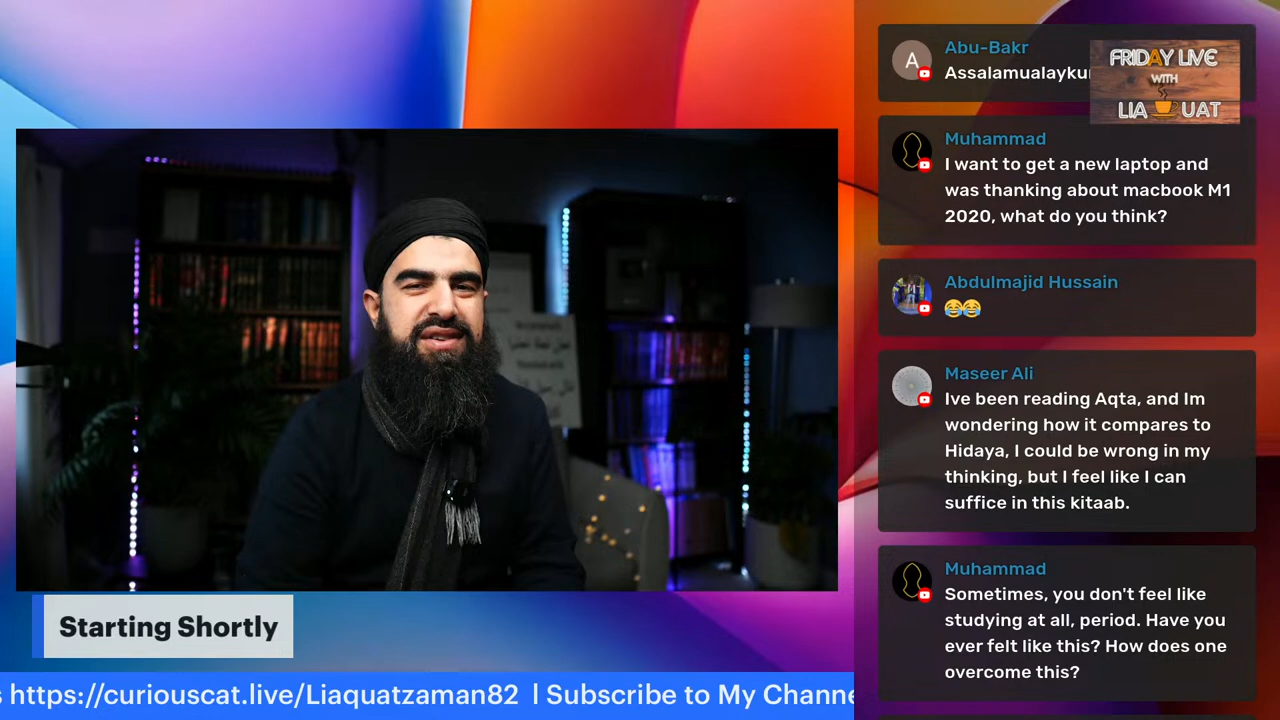 Abu-Bakr
Assalamualayku
FRIDAY LIVE
WITH
LIA UAT
Muhammad
I want to get a new laptop and
was thanking about macbook M1
2020, what do you think?
Abdulmajid Hussain
😂😂
Maseer Ali
Ive been reading Aqta, and Im
wondering how it compares to
Hidaya, I could be wrong in my
thinking, but I feel like I can
suffice in this kitaab.
Muhammad
Sometimes, you don't feel like
studying at all, period. Have you
ever felt like this? How does one
overcome this?
A
Starting Shortly
s https://curiouscat.live/Liaquatzaman82 | Subscribe to My Channe